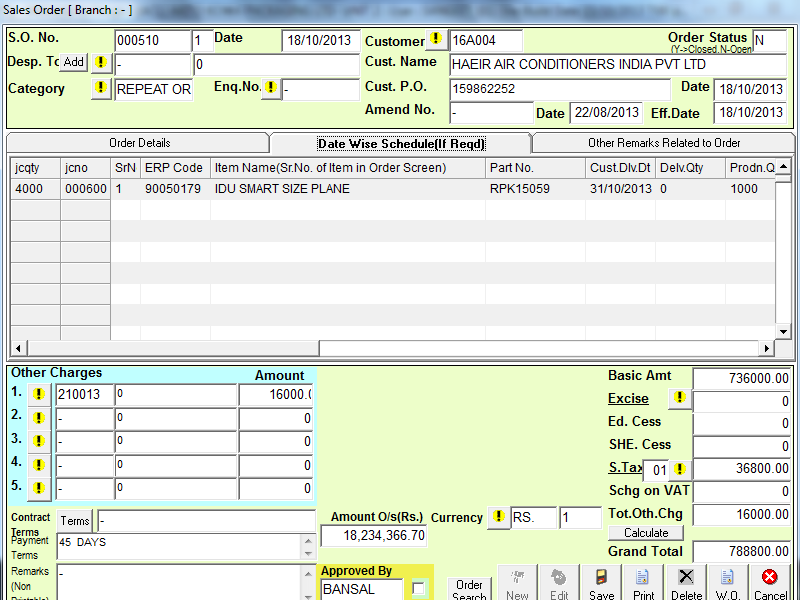 Sales Order [ Branch : - ]
S.O. No. 000510 1 Date 18/10/2013 Customer 16A004 Order Status N
(Y->Closed,N-Open
Desp. To Add - 0 Cust. Name HAEIR AIR CONDITIONERS INDIA PVT LTD
Category REPEAT OR Enq.No. - Cust. P.O. 159862252 Date 18/10/2013
Amend No. - Date 22/08/2013 Eff.Date 18/10/2013
Order Details Date Wise Schedule(If Reqd) Other Remarks Related to Order
jcqty jcno SrN ERP Code Item Name(Sr.No. of Item in Order Screen) Part No. Cust.Dlv.Dt Delv.Qty Prodn.Q
4000 000600 1 90050179 IDU SMART SIZE PLANE RPK15059 31/10/2013 0 1000
Other Charges Amount
1. 210013 0 16000.0
2. - 0 0
3. - 0 0
4. - 0 0
5. - 0 0
Basic Amt 736000.00
Excise 0
Ed. Cess 0
SHE. Cess 0
S.Tax 01 36800.00
Schg on VAT 0
Tot.Oth.Chg 16000.00
Calculate
Grand Total 788800.00
Contract Terms Terms -
Payment Terms 45 DAYS
Remarks (Non -
Amount O/s(Rs.) 18,234,366.70
Currency RS. 1
Approved By
BANSAL
Order Search New Edit Save Print Delete W.O. Cancel